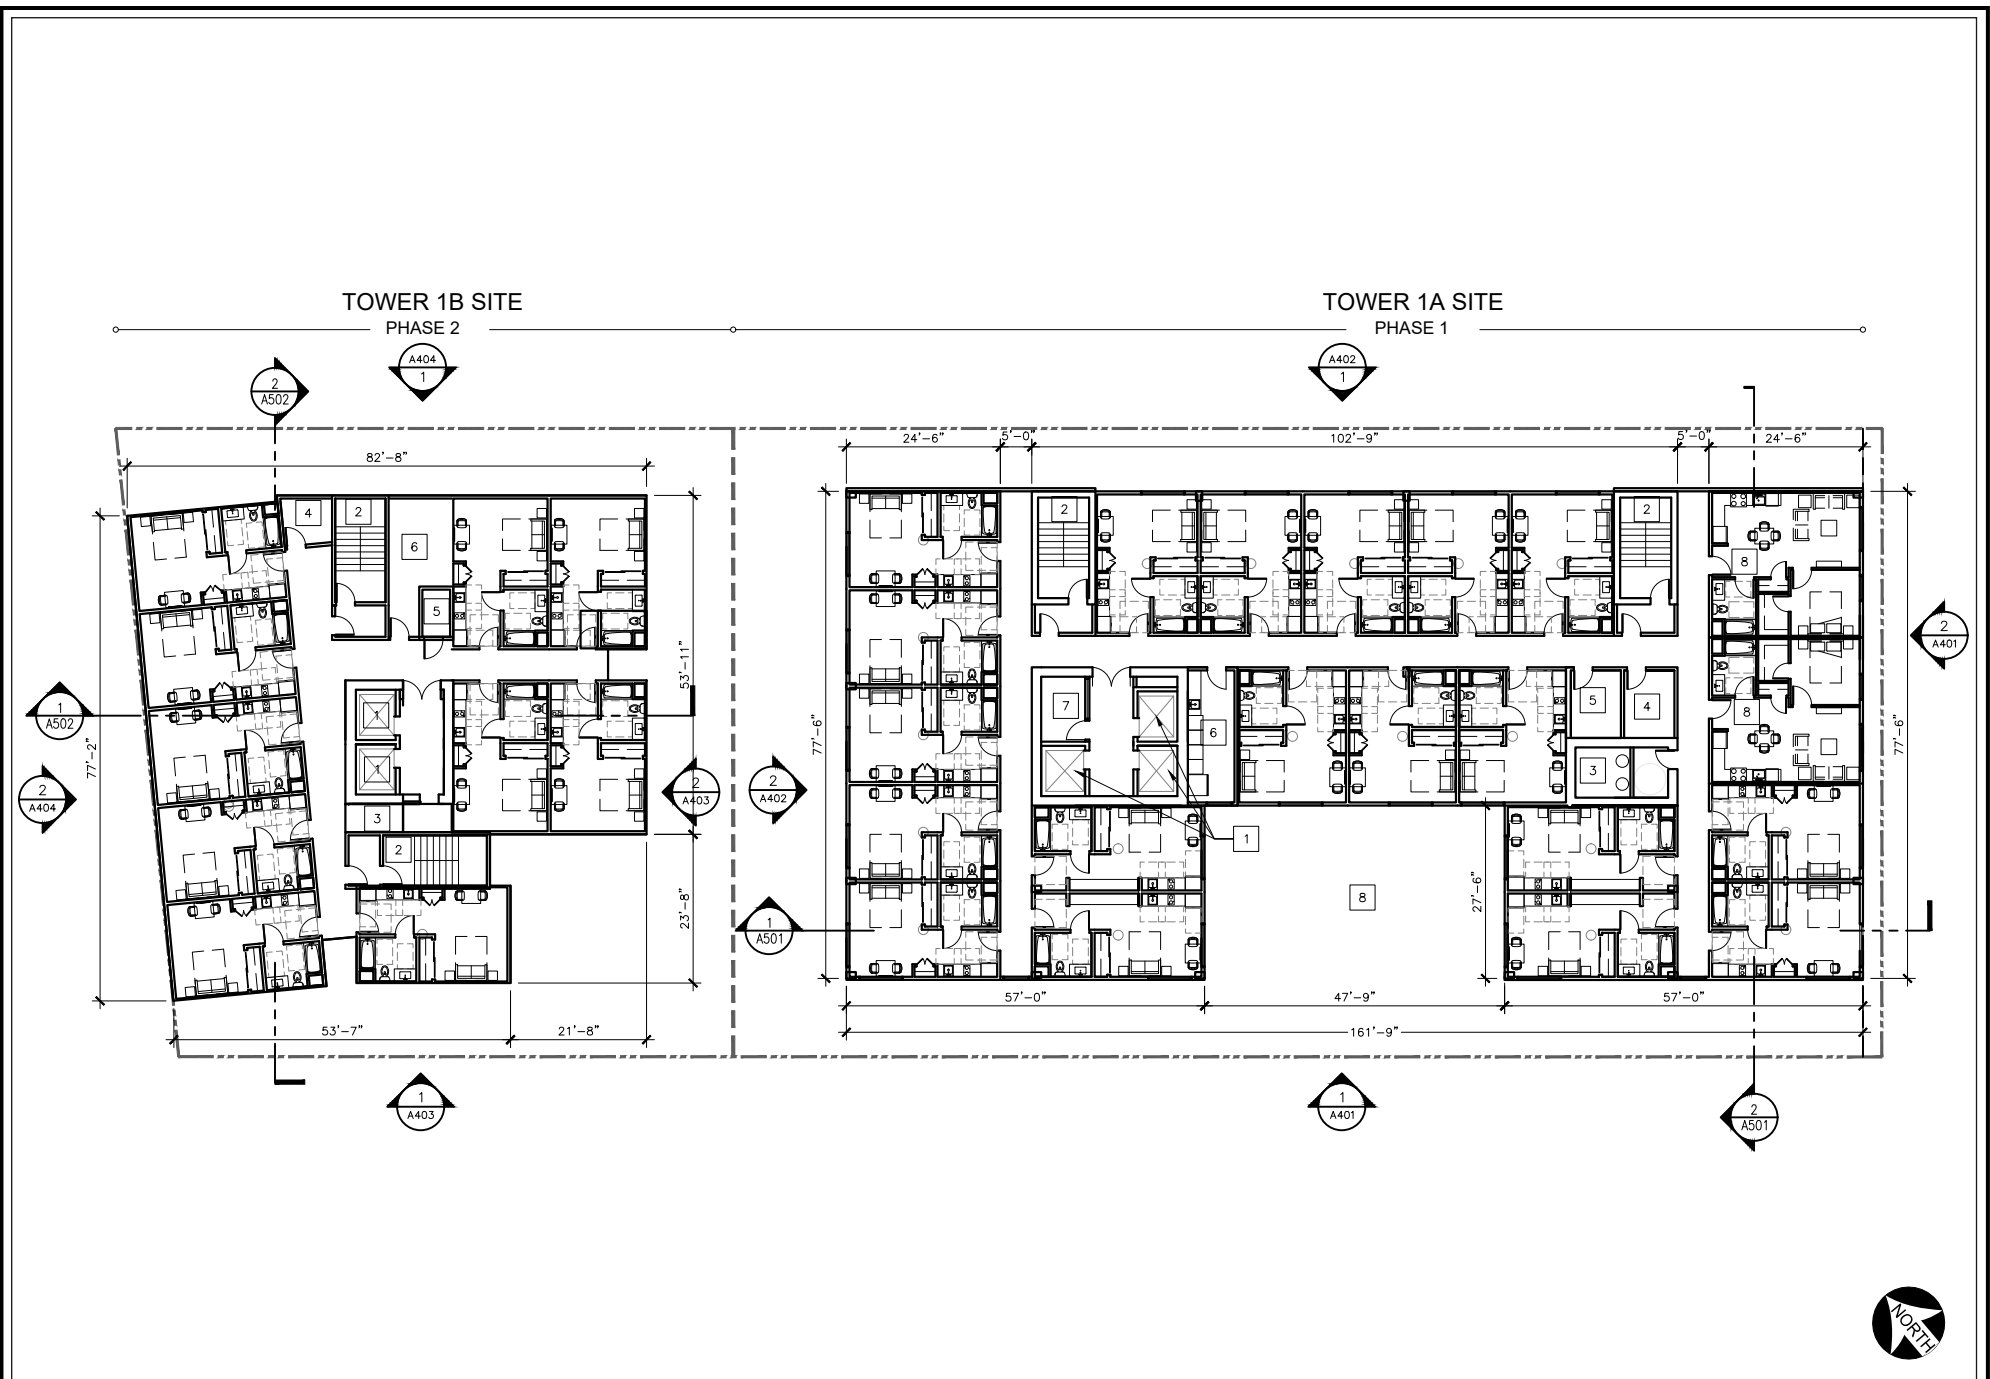 TOWER 1B SITE
TOWER 1A SITE
PHASE 2
PHASE 1
A404
1
A402
1
2
A502
24'-6"
5'-0"
102'-9"
5'-0"
24'-6"
82'-8"
4
2
6
5
2
2
8
53'-11"
2
A401
1
A502
1
1
7
6
5
4
8
77'-6"
77'-6"
77'-2"
3
2
A404
2
A403
2
A402
3
2
1
23'-8"
27'-6"
8
1
A501
57'-0"
47'-9"
57'-0"
53'-7"
21'-8"
161'-9"
1
A403
1
A401
2
A501
NORTH